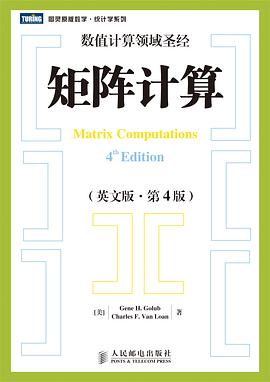 TURING 图灵原版数学·统计学系列
数值计算领域圣经
矩阵计算
Matrix Computations
4th Edition
(英文版·第4版)
[美] Gene H. Golub
Charles F. Van Loan 著
人民邮电出版社
POSTS & TELECOM PRESS